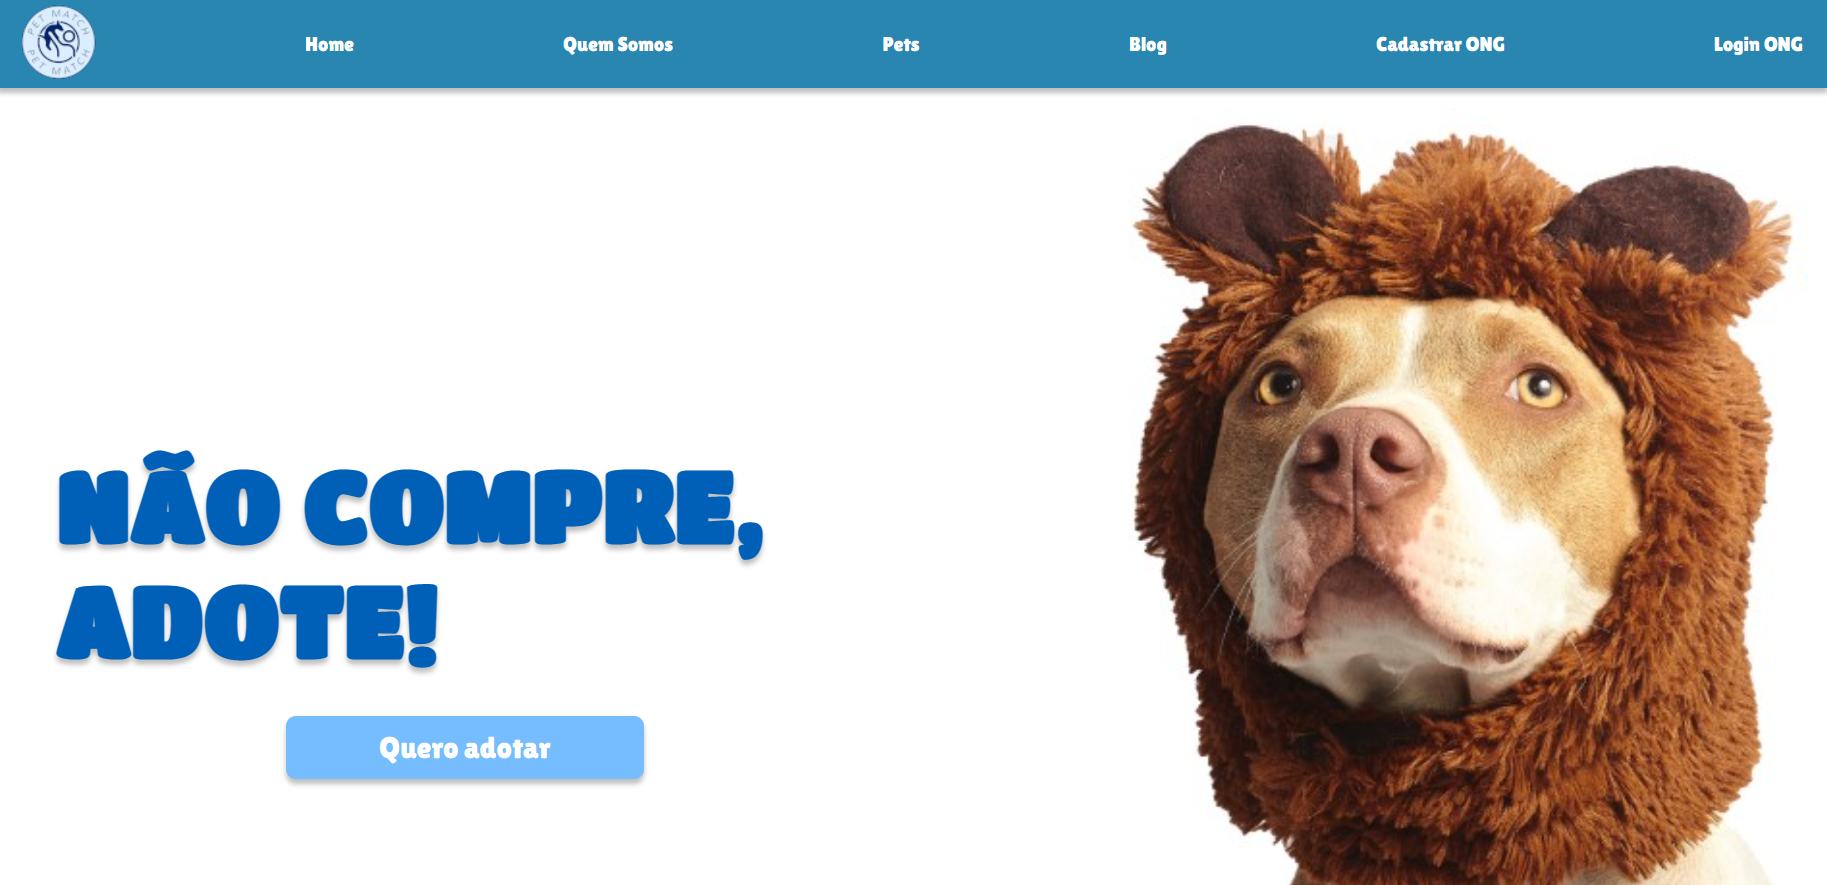 PET MATCH
PET MATCH
Home
Quem Somos
Pets
Blog
Cadastrar ONG
Login ONG
NÃO COMPRE,
ADOTE!
Quero adotar